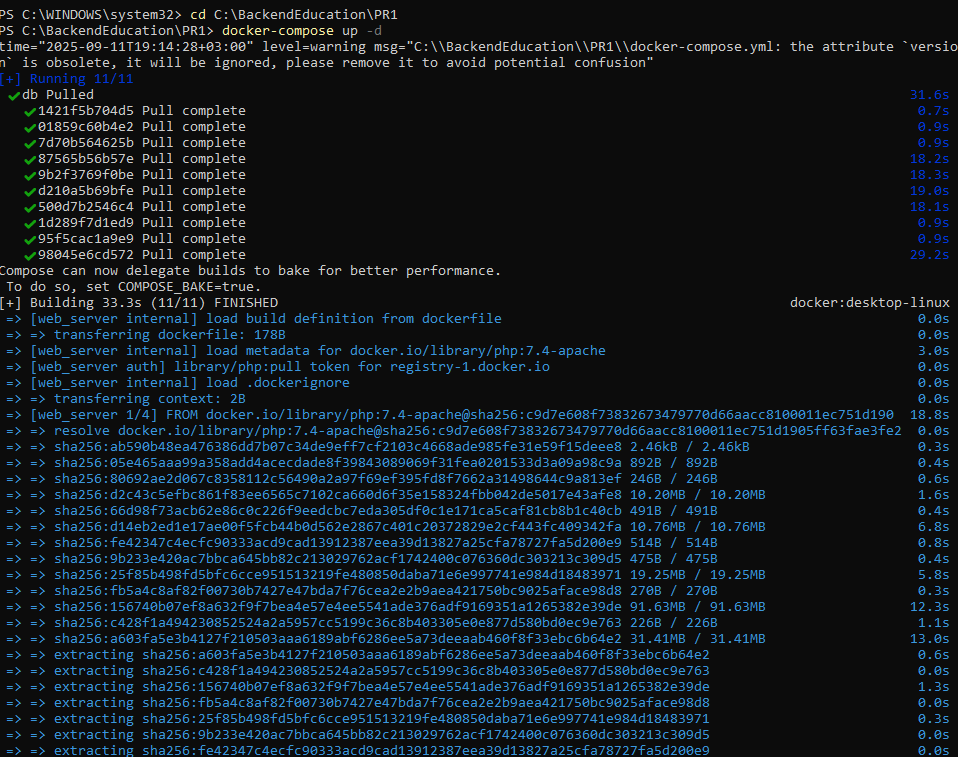 PS C:\WINDOWS\system32> cd C:\BackendEducation\PR1
PS C:\BackendEducation\PR1> docker-compose up -d
time="2025-09-11T19:14:28+03:00" level=warning msg="C:\\BackendEducation\\PR1\\docker-compose.yml: the attribute `versio
n` is obsolete, it will be ignored, please remove it to avoid potential confusion"
[+] Running 11/11
✔db Pulled 31.6s
✔1421f5b704d5 Pull complete 0.7s
✔01859c60b4e2 Pull complete 0.9s
✔7d70b564625b Pull complete 0.9s
✔87565b56b57e Pull complete 18.2s
✔9b2f3769f0be Pull complete 18.3s
✔d210a5b69bfe Pull complete 19.0s
✔500d7b2546c4 Pull complete 18.1s
✔1d289f7d1ed9 Pull complete 0.9s
✔95f5cac1a9e9 Pull complete 0.9s
✔98045e6cd572 Pull complete 29.2s
Compose can now delegate builds to bake for better performance.
To do so, set COMPOSE_BAKE=true.
[+] Building 33.3s (11/11) FINISHED docker:desktop-linux
=> [web_server internal] load build definition from dockerfile 0.0s
=> => transferring dockerfile: 178B 0.0s
=> [web_server internal] load metadata for docker.io/library/php:7.4-apache 3.0s
=> [web_server auth] library/php:pull token for registry-1.docker.io 0.0s
=> [web_server internal] load .dockerignore 0.0s
=> => transferring context: 2B 0.0s
=> [web_server 1/4] FROM docker.io/library/php:7.4-apache@sha256:c9d7e608f73832673479770d66aacc8100011ec751d190 18.8s
=> => resolve docker.io/library/php:7.4-apache@sha256:c9d7e608f73832673479770d66aacc8100011ec751d1905ff63fae3fe2 0.0s
=> => sha256:ab590b48ea476386dd7b07c34de9eff7cf2103c4668ade985fe31e59f15deee8 2.46kB / 2.46kB 0.3s
=> => sha256:05e465aaa99a358add4acecdade8f39843089069f31fea0201533d3a09a98c9a 892B / 892B 0.4s
=> => sha256:80692ae2d067c8358112c56490a2a97f69ef395fd8f7662a31498644c9a813ef 246B / 246B 0.6s
=> => sha256:d2c43c5efbc861f83ee6565c7102ca660d6f35e158324fbb042de5017e43afe8 10.20MB / 10.20MB 1.6s
=> => sha256:66d98f73acb62e86c0c226f9eedcbc7eda305df0c1e171ca5caf81cb8b1c40cb 491B / 491B 0.4s
=> => sha256:d14eb2ed1e17ae00f5fcb44b0d562e2867c401c20372829e2cf443fc409342fa 10.76MB / 10.76MB 6.8s
=> => sha256:fe42347c4ecfc90333acd9cad13912387eea39d13827a25cfa78727fa5d200e9 514B / 514B 0.8s
=> => sha256:9b233e420ac7bbca645bb82c213029762acf1742400c076360dc303213c309d5 475B / 475B 0.4s
=> => sha256:25f85b498fd5bfc6cce951513219fe480850daba71e6e997741e984d18483971 19.25MB / 19.25MB 5.8s
=> => sha256:fb5a4c8af82f00730b7427e47bda7f76cea2e2b9aea421750bc9025aface98d8 270B / 270B 0.3s
=> => sha256:156740b07ef8a632f9f7bea4e57e4ee5541ade376adf9169351a1265382e39de 91.63MB / 91.63MB 12.3s
=> => sha256:c428f1a494230852524a2a5957cc5199c36c8b403305e0e877d580bd0ec9e763 226B / 226B 1.1s
=> => sha256:a603fa5e3b4127f210503aaa6189abf6286ee5a73deeaab460f8f33ebc6b64e2 31.41MB / 31.41MB 13.0s
=> => extracting sha256:a603fa5e3b4127f210503aaa6189abf6286ee5a73deeaab460f8f33ebc6b64e2 0.6s
=> => extracting sha256:c428f1a494230852524a2a5957cc5199c36c8b403305e0e877d580bd0ec9e763 0.0s
=> => extracting sha256:156740b07ef8a632f9f7bea4e57e4ee5541ade376adf9169351a1265382e39de 1.3s
=> => extracting sha256:fb5a4c8af82f00730b7427e47bda7f76cea2e2b9aea421750bc9025aface98d8 0.0s
=> => extracting sha256:25f85b498fd5bfc6cce951513219fe480850daba71e6e997741e984d18483971 0.3s
=> => extracting sha256:9b233e420ac7bbca645bb82c213029762acf1742400c076360dc303213c309d5 0.0s
=> => extracting sha256:fe42347c4ecfc90333acd9cad13912387eea39d13827a25cfa78727fa5d200e9 0.0s